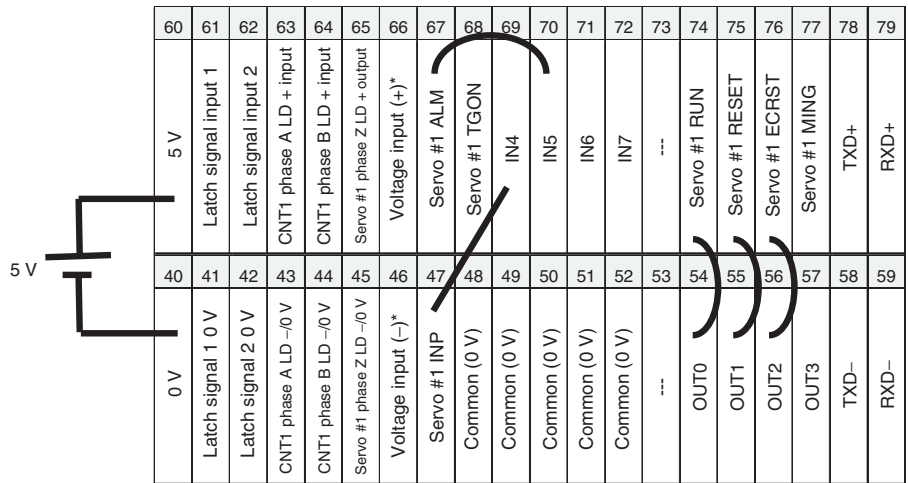 60 61 62 63 64 65 66 67 68 69 70 71 72 73 74 75 76 77 78 79
5 V
Latch signal input 1
Latch signal input 2
CNT1 phase A LD + input
CNT1 phase B LD + input
Servo #1 phase Z LD + output
Voltage input (+)*
Servo #1 ALM
Servo #1 TGON
IN4
IN5
IN6
IN7
---
Servo #1 RUN
Servo #1 RESET
Servo #1 ECRST
Servo #1 MING
TXD+
RXD+
5 V
40 41 42 43 44 45 46 47 48 49 50 51 52 53 54 55 56 57 58 59
0 V
Latch signal 1 0 V
Latch signal 2 0 V
CNT1 phase A LD –/0 V
CNT1 phase B LD –/0 V
Servo #1 phase Z LD –/0 V
Voltage input (–)*
Servo #1 INP
Common (0 V)
Common (0 V)
Common (0 V)
Common (0 V)
Common (0 V)
---
OUT0
OUT1
OUT2
OUT3
TXD–
RXD–